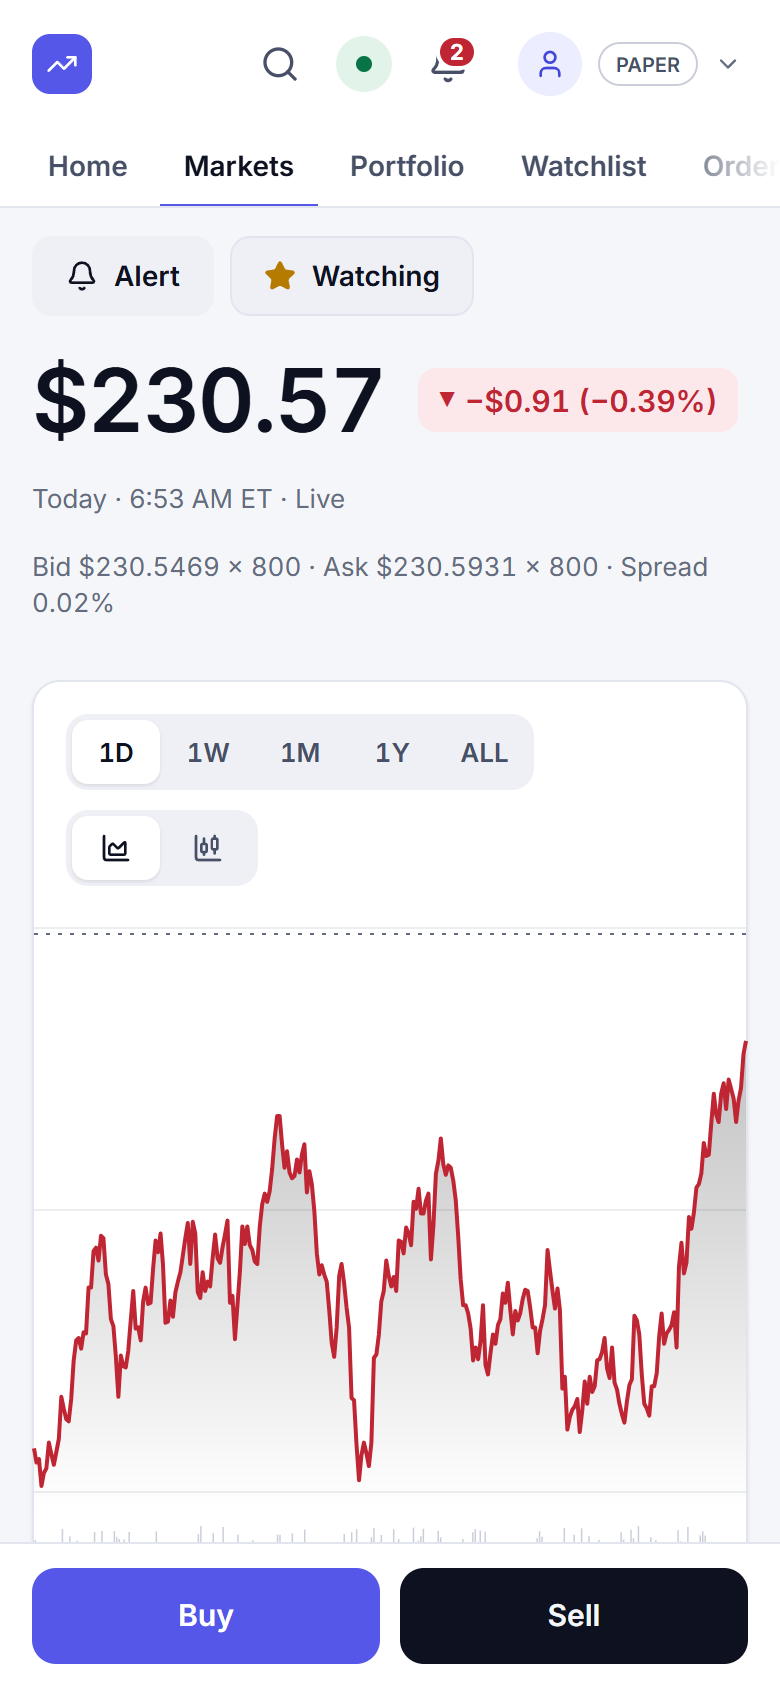 2
PAPER
Home Markets Portfolio Watchlist Order
Alert Watching
$230.57 ▼ −$0.91 (−0.39%)
Today · 6:53 AM ET · Live
Bid $230.5469 × 800 · Ask $230.5931 × 800 · Spread
0.02%
1D 1W 1M 1Y ALL
Buy Sell